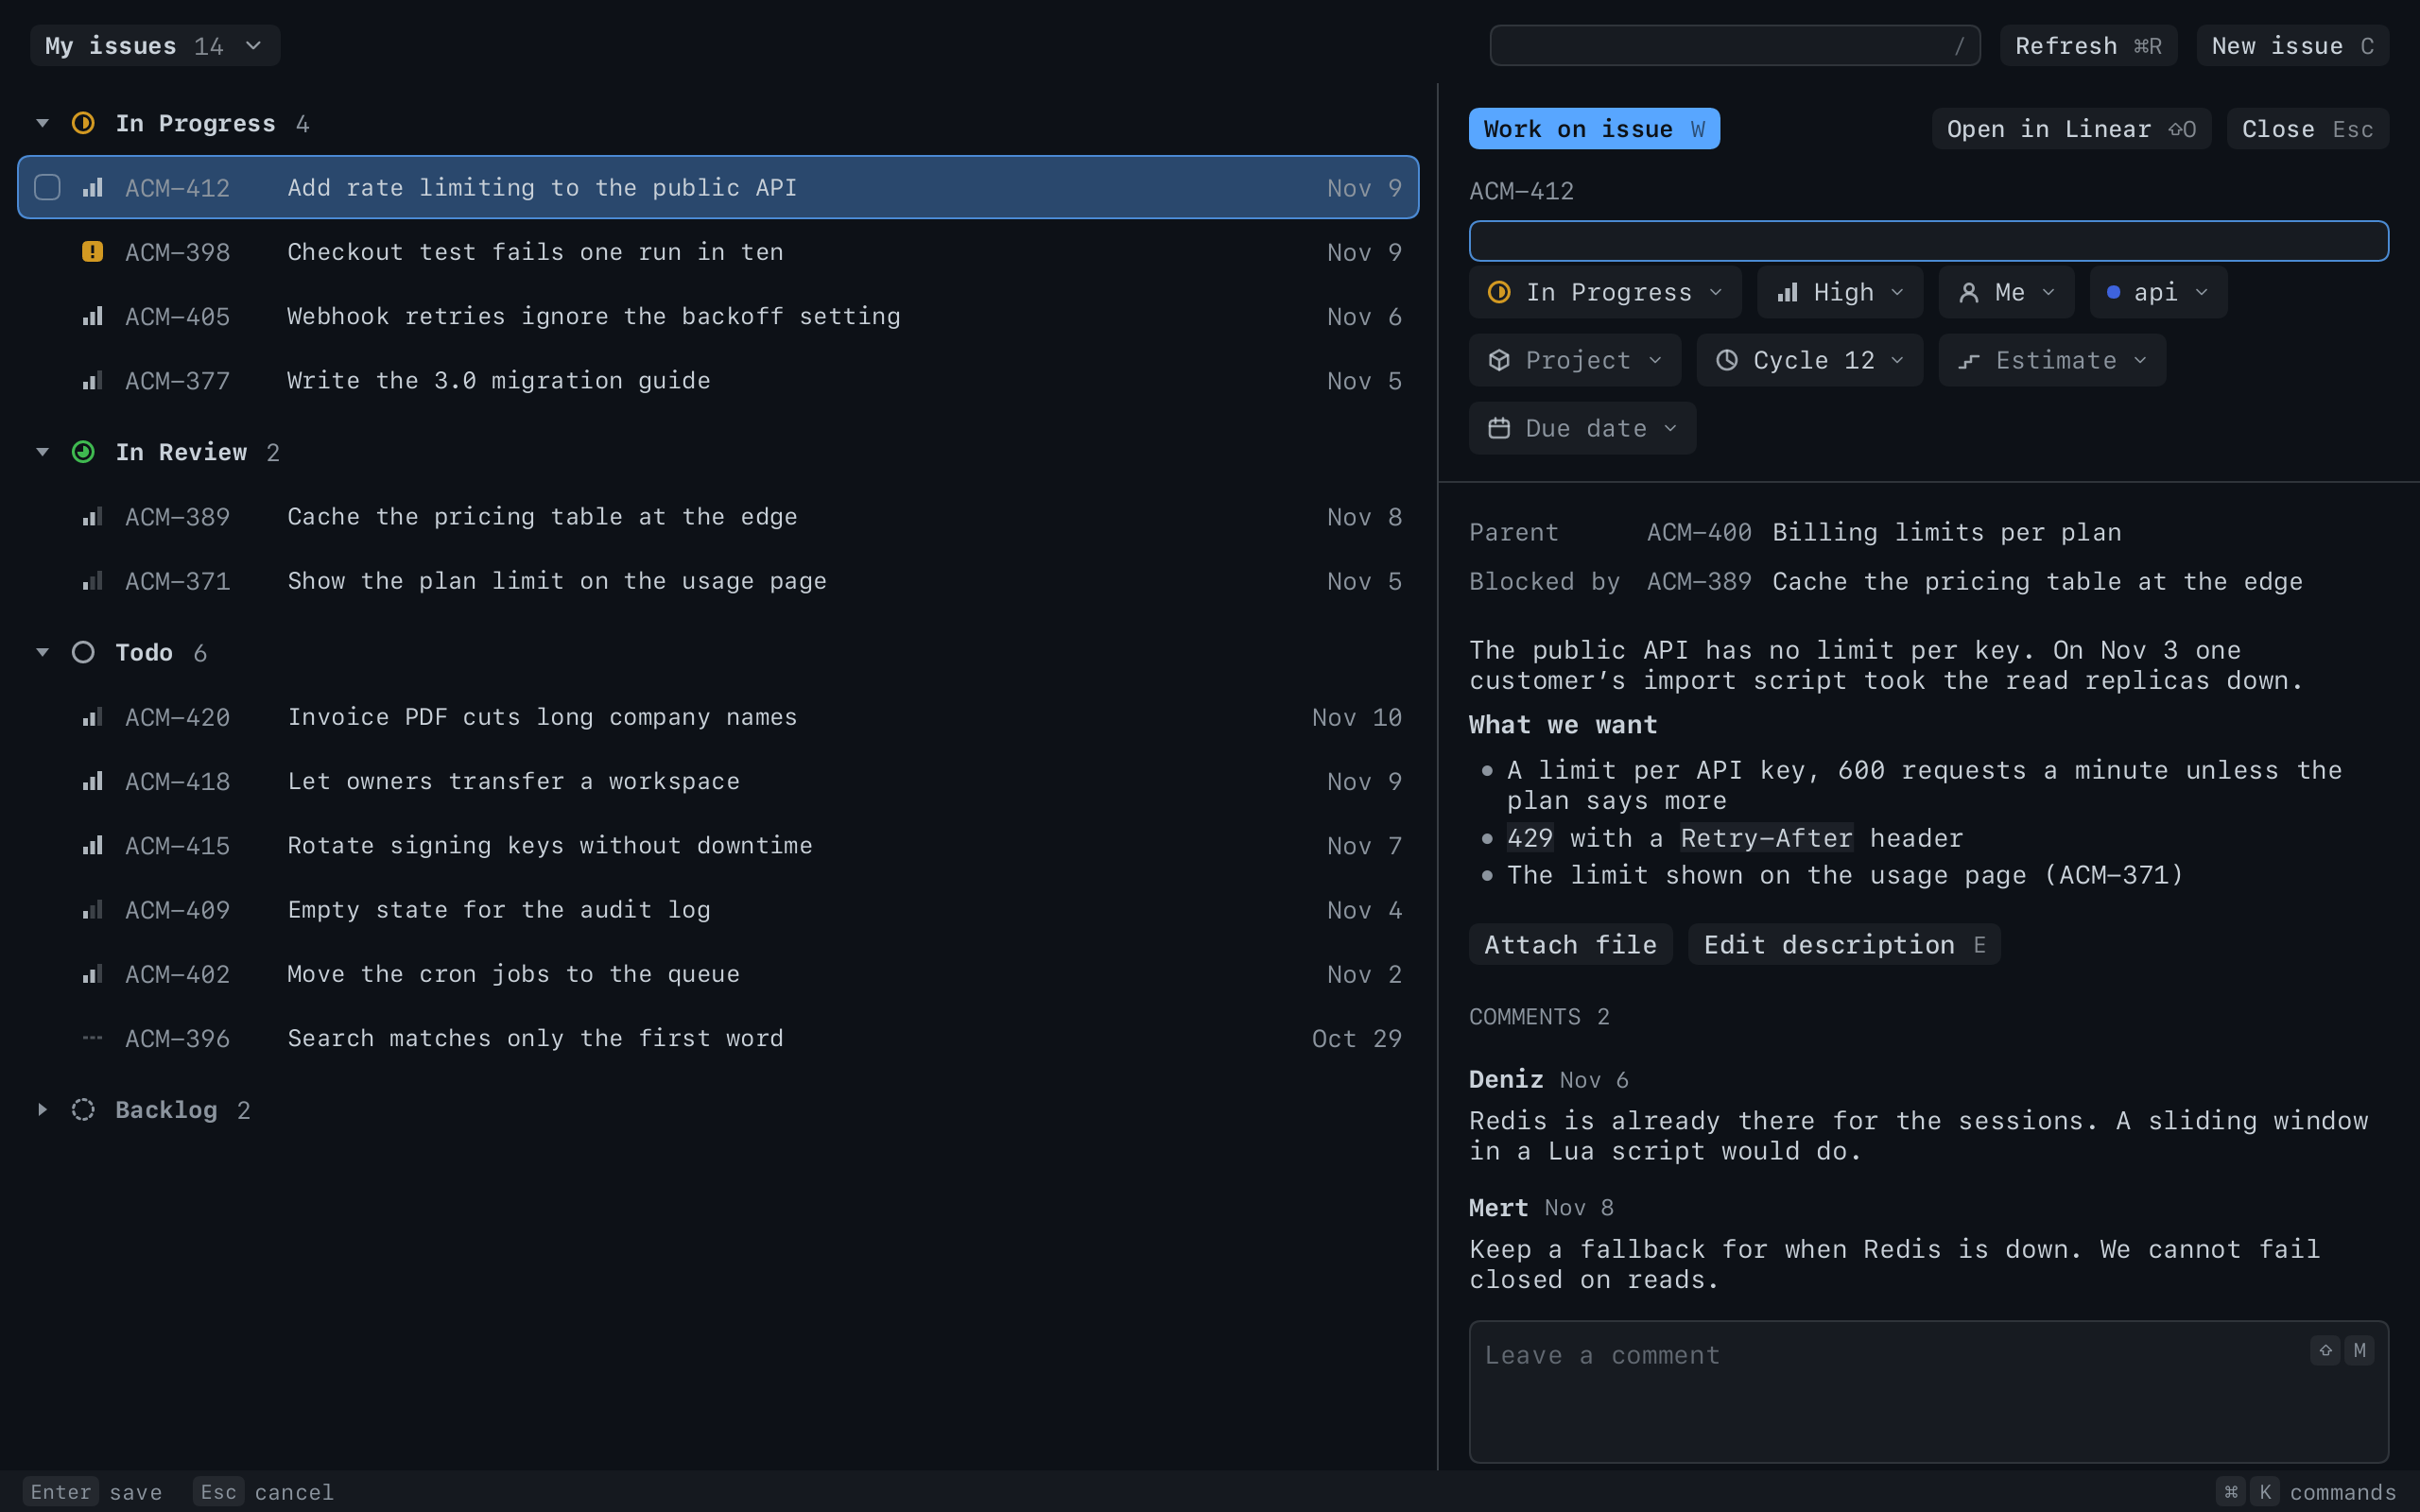 My issues 14
/
Refresh ⌘R
New issue C
In Progress 4
ACM-412 Add rate limiting to the public API Nov 9
ACM-398 Checkout test fails one run in ten Nov 9
ACM-405 Webhook retries ignore the backoff setting Nov 6
ACM-377 Write the 3.0 migration guide Nov 5
In Review 2
ACM-389 Cache the pricing table at the edge Nov 8
ACM-371 Show the plan limit on the usage page Nov 5
Todo 6
ACM-420 Invoice PDF cuts long company names Nov 10
ACM-418 Let owners transfer a workspace Nov 9
ACM-415 Rotate signing keys without downtime Nov 7
ACM-409 Empty state for the audit log Nov 4
ACM-402 Move the cron jobs to the queue Nov 2
ACM-396 Search matches only the first word Oct 29
Backlog 2
Work on issue W
Open in Linear ⇧O
Close Esc
ACM-412
In Progress High Me api
Project Cycle 12 Estimate
Due date
Parent ACM-400 Billing limits per plan
Blocked by ACM-389 Cache the pricing table at the edge
The public API has no limit per key. On Nov 3 one
customer’s import script took the read replicas down.
What we want
• A limit per API key, 600 requests a minute unless the
plan says more
• 429 with a Retry-After header
• The limit shown on the usage page (ACM-371)
Attach file
Edit description E
COMMENTS 2
Deniz Nov 6
Redis is already there for the sessions. A sliding window
in a Lua script would do.
Mert Nov 8
Keep a fallback for when Redis is down. We cannot fail
closed on reads.
Leave a comment ⇧ M
Enter save Esc cancel
⌘ K commands